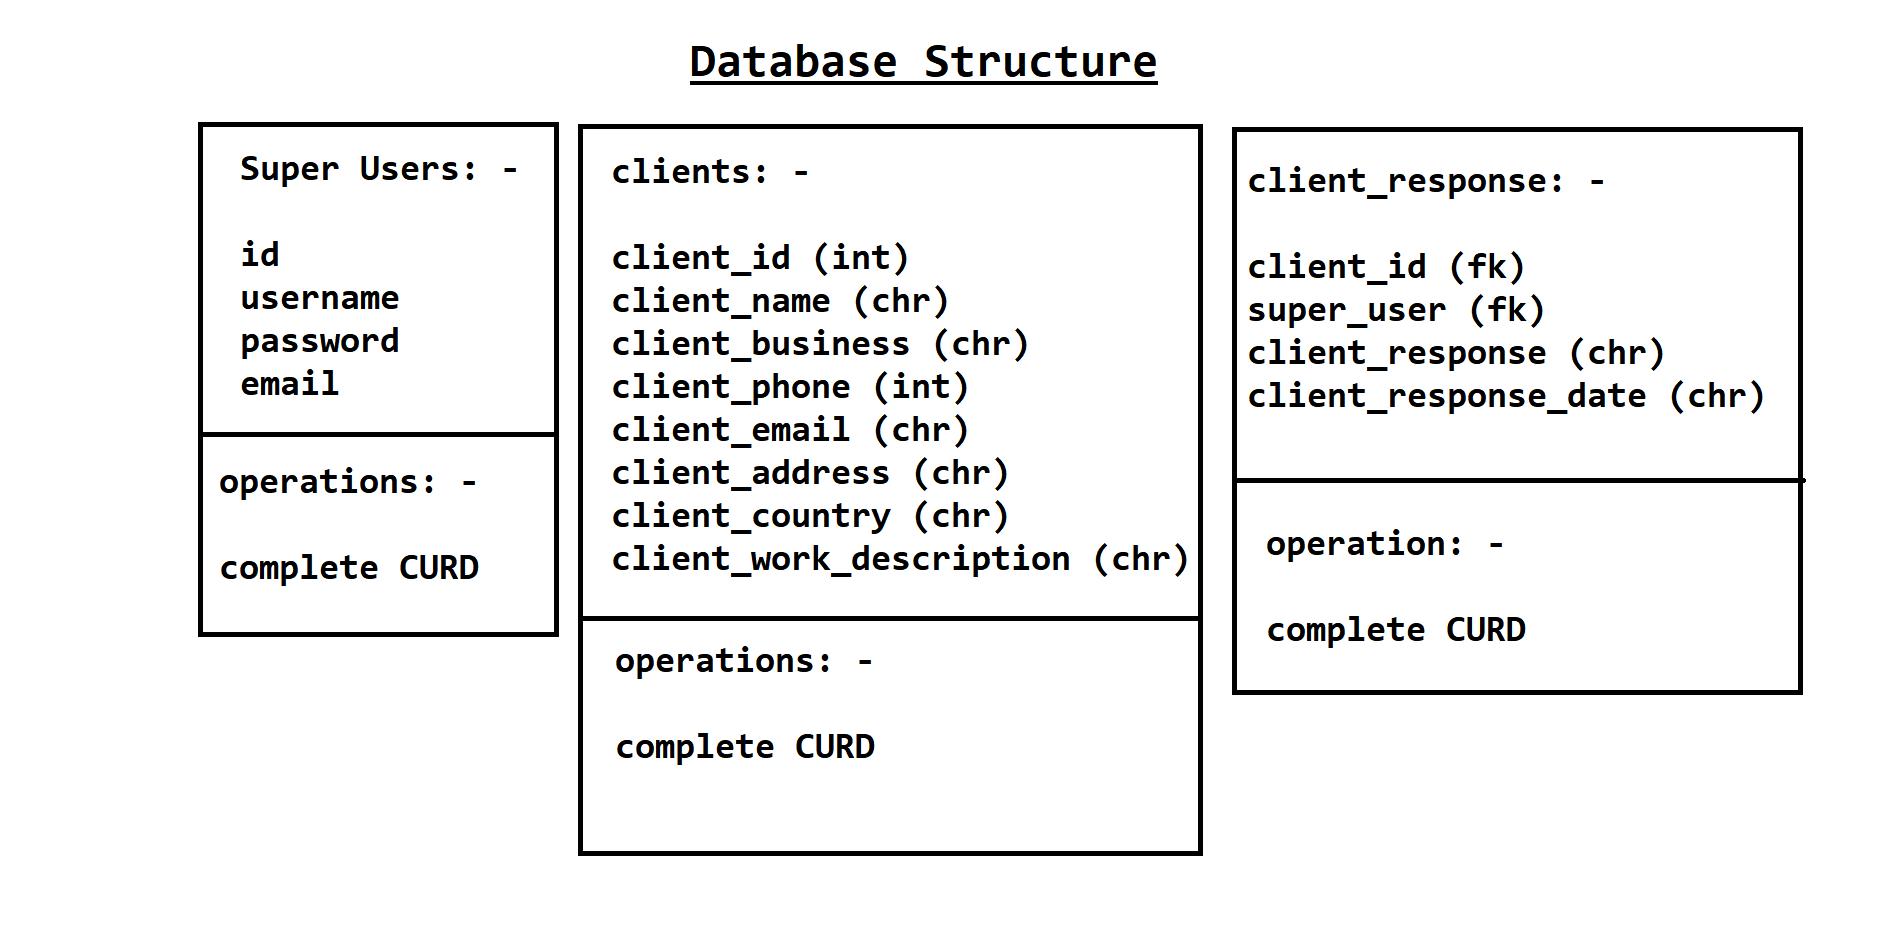 Database Structure
Super Users: -
id
username
password
email
operations: -
complete CURD
clients: -
client_id (int)
client_name (chr)
client_business (chr)
client_phone (int)
client_email (chr)
client_address (chr)
client_country (chr)
client_work_description (chr)
operations: -
complete CURD
client_response: -
client_id (fk)
super_user (fk)
client_response (chr)
client_response_date (chr)
operation: -
complete CURD